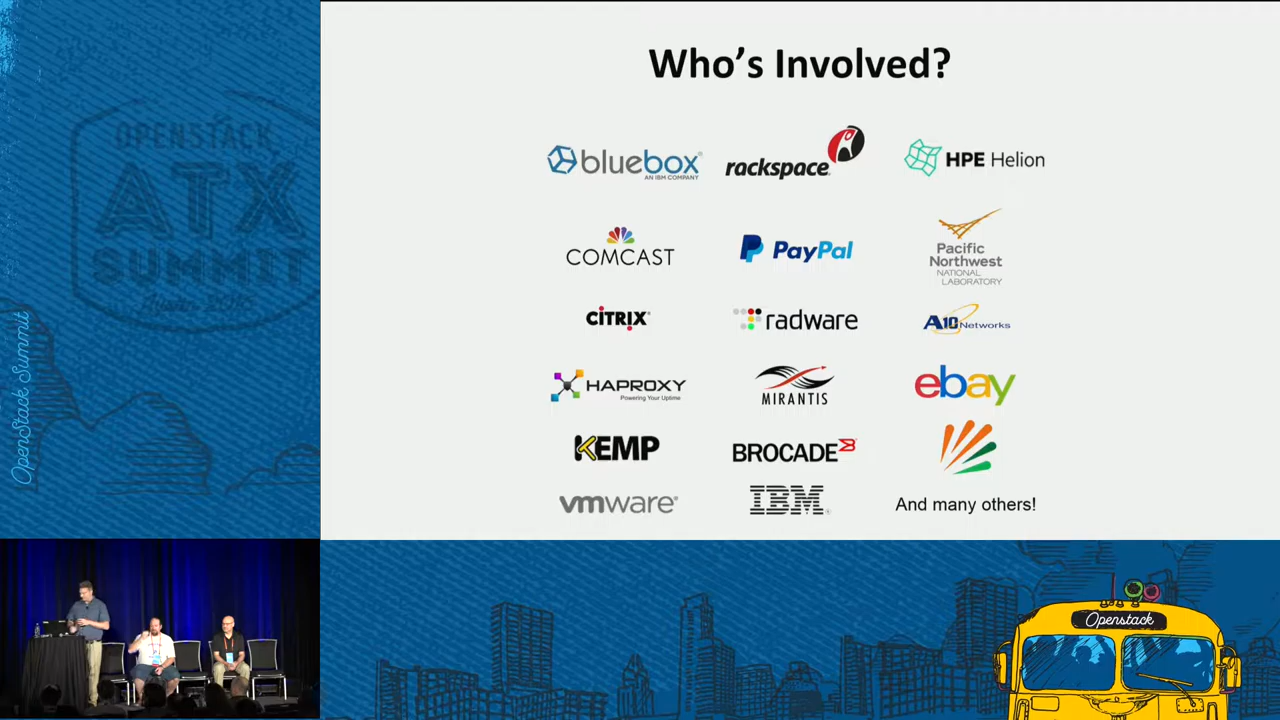 Who's Involved?
bluebox
AN IBM COMPANY
rackspace
HPE Helion
COMCAST
PayPal
Pacific
Northwest
NATIONAL
LABORATORY
CITRIX
radware
A10 Networks
HAPROXY
Powering Your Uptime
MIRANTIS
ebay
KEMP
BROCADE
vmware
IBM
And many others!
OPENSTACK
ATX
SUMMIT
OpenStack Summit
Openstack